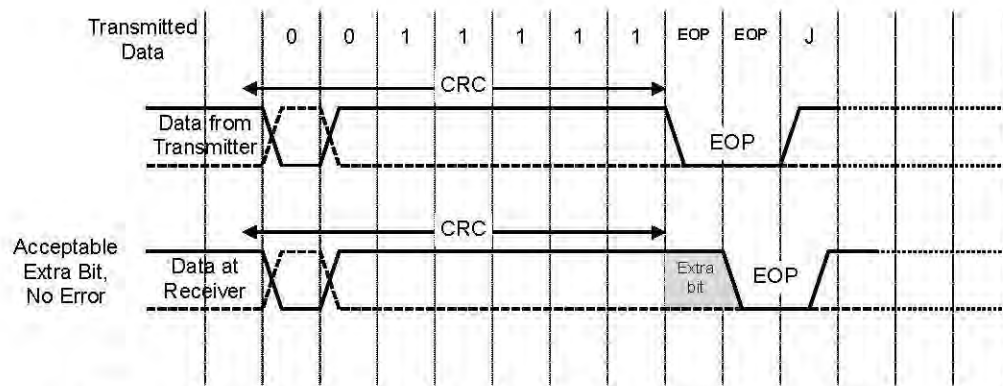 Transmitted
Data
0 0 1 1 1 1 1 EOP EOP J
CRC
Data from
Transmitter
EOP
CRC
Acceptable
Extra Bit,
No Error
Data at
Receiver
Extra
bit
EOP